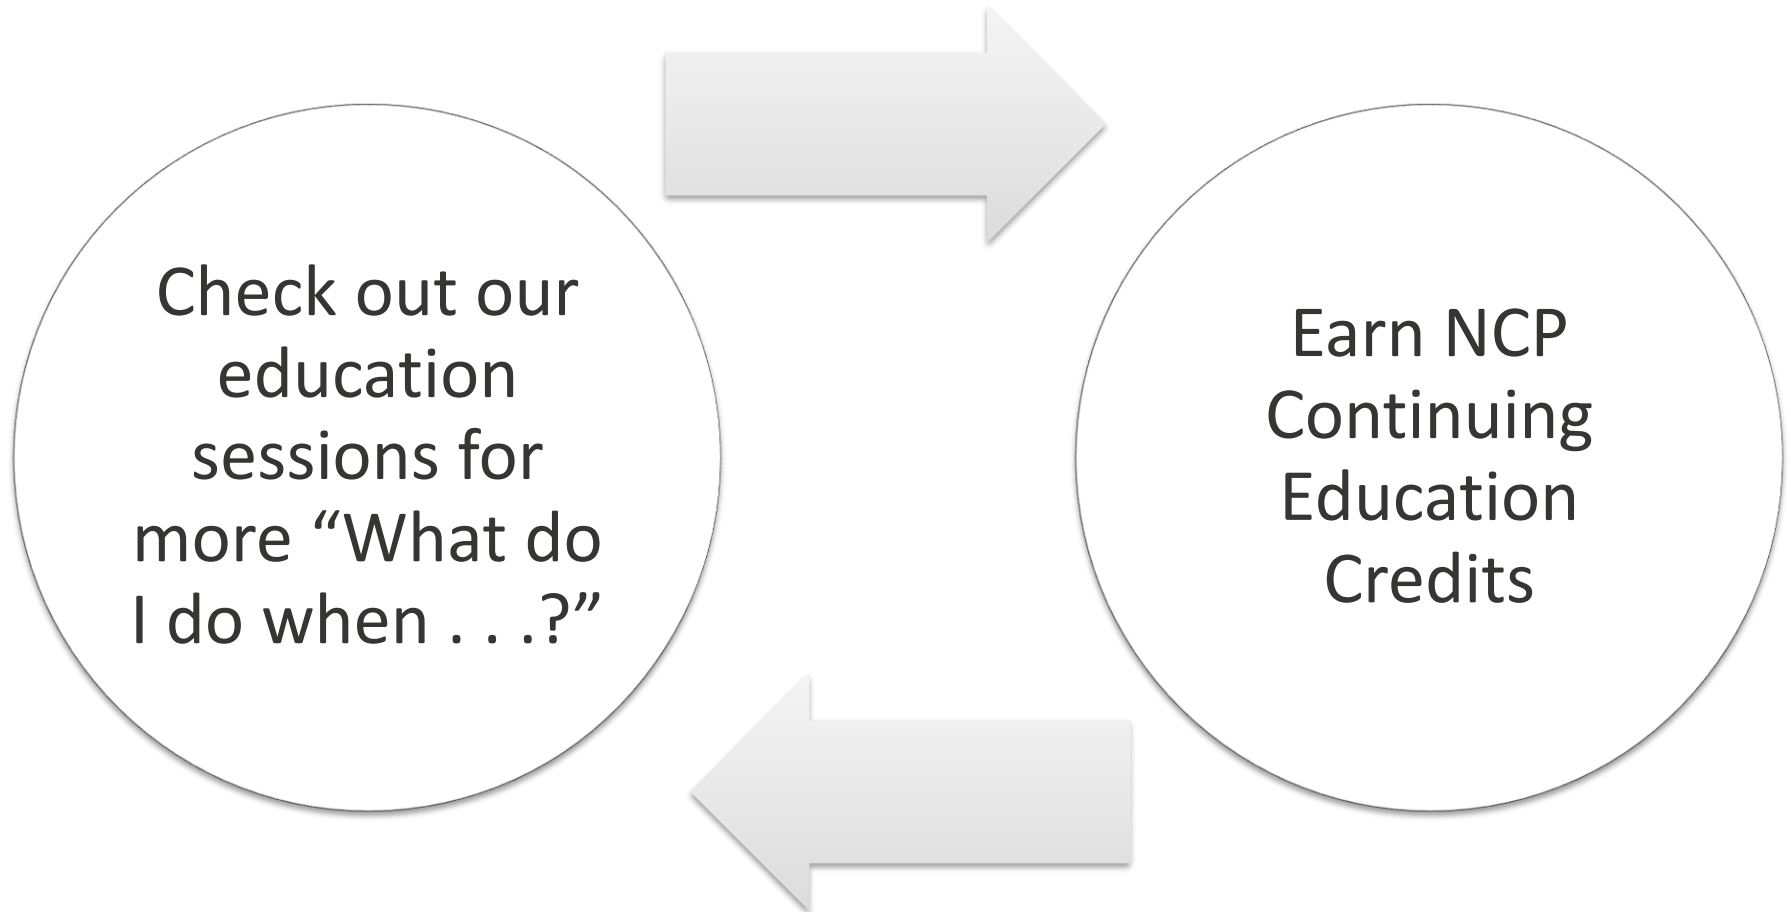 Check out our
education
sessions for
more “What do
I do when . . .?”
Earn NCP
Continuing
Education
Credits